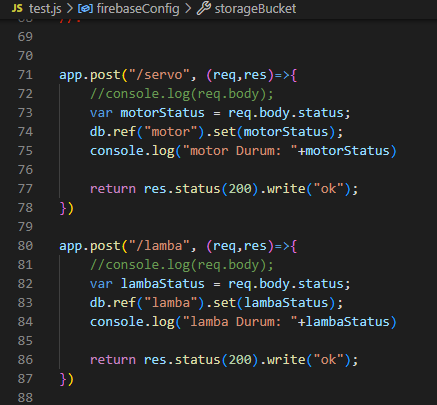 JS test.js > firebaseConfig > storageBucket
69
70
71 app.post("/servo", (req,res)=>{
72 //console.log(req.body);
73 var motorStatus = req.body.status;
74 db.ref("motor").set(motorStatus);
75 console.log("motor Durum: "+motorStatus)
76
77 return res.status(200).write("ok");
78 })
79
80 app.post("/lamba", (req,res)=>{
81 //console.log(req.body);
82 var lambaStatus = req.body.status;
83 db.ref("lamba").set(lambaStatus);
84 console.log("lamba Durum: "+lambaStatus)
85
86 return res.status(200).write("ok");
87 })
88